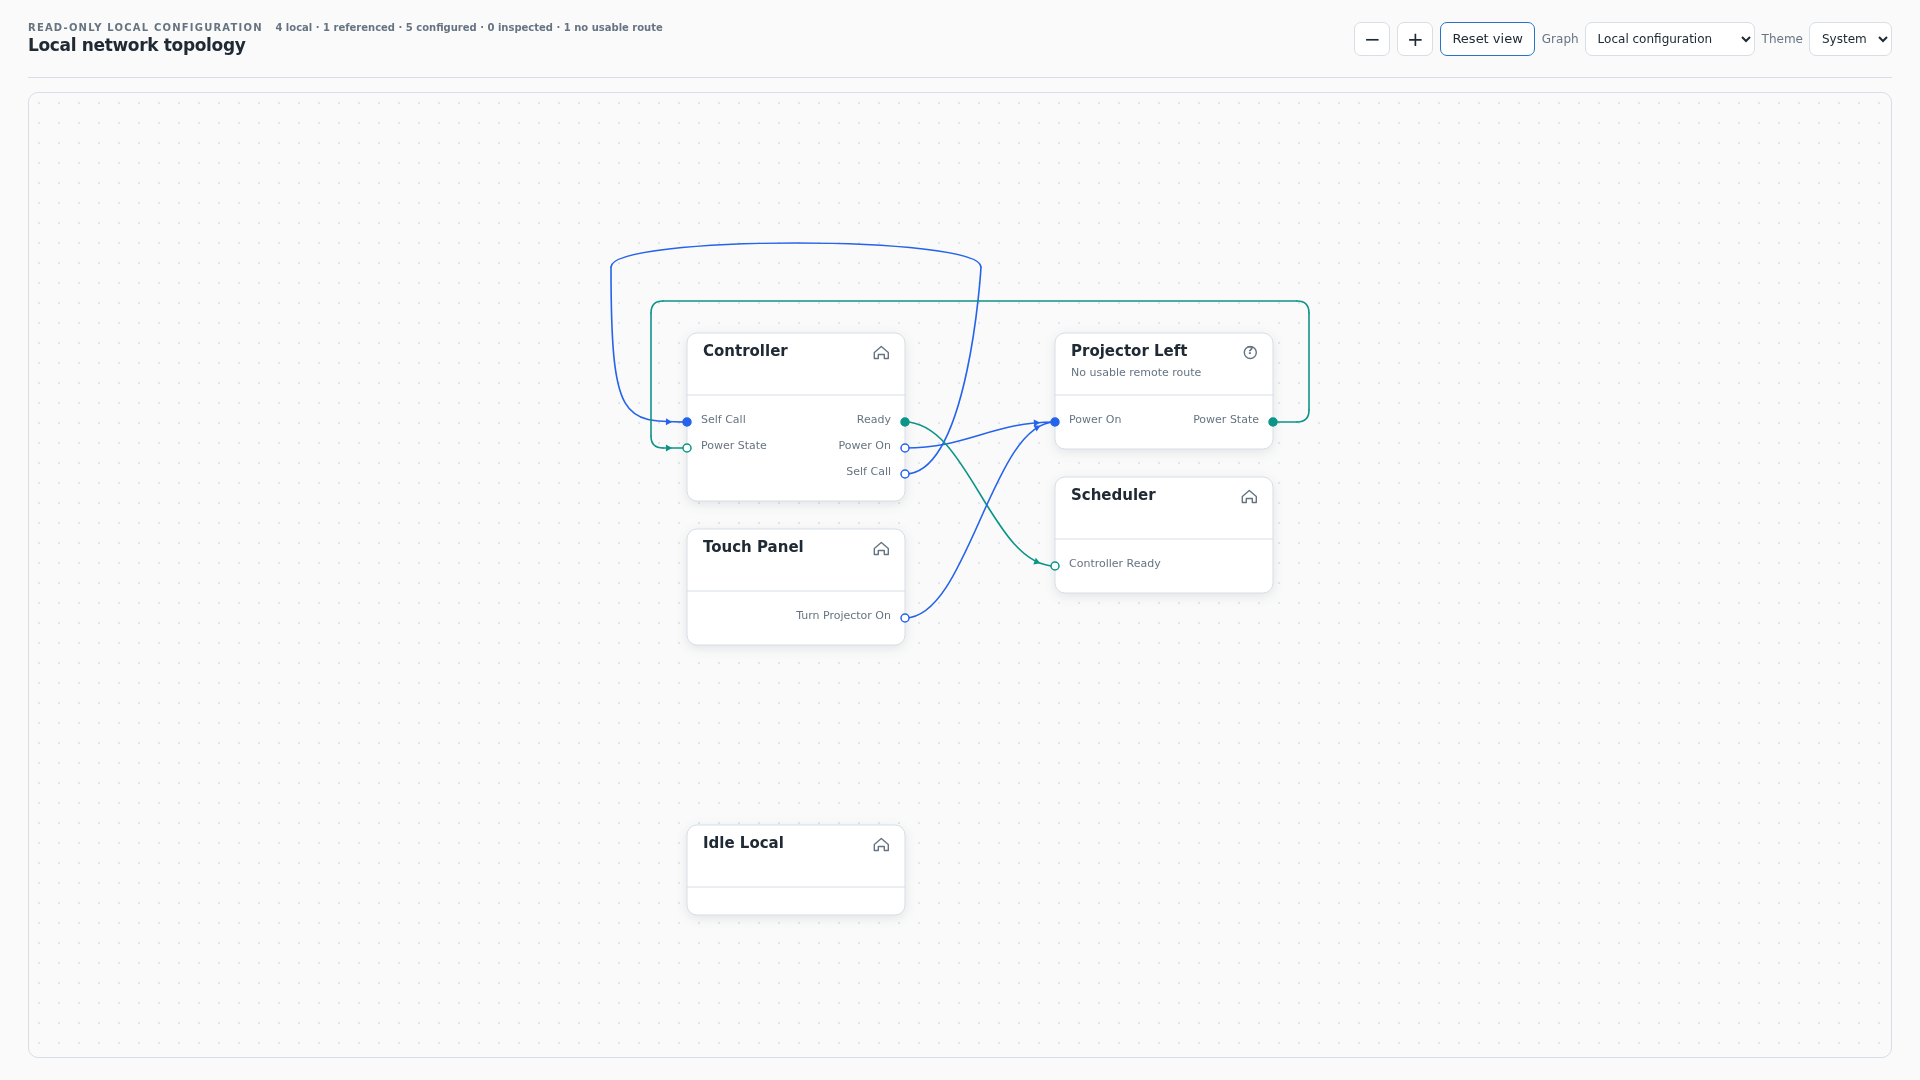 READ-ONLY LOCAL CONFIGURATION 4 local · 1 referenced · 5 configured · 0 inspected · 1 no usable route
Local network topology
− + Reset view Graph Local configuration Theme System
Controller
Self Call Ready
Power State Power On
Self Call
Projector Left
?
No usable remote route
Power On Power State
Scheduler
Controller Ready
Touch Panel
Turn Projector On
Idle Local